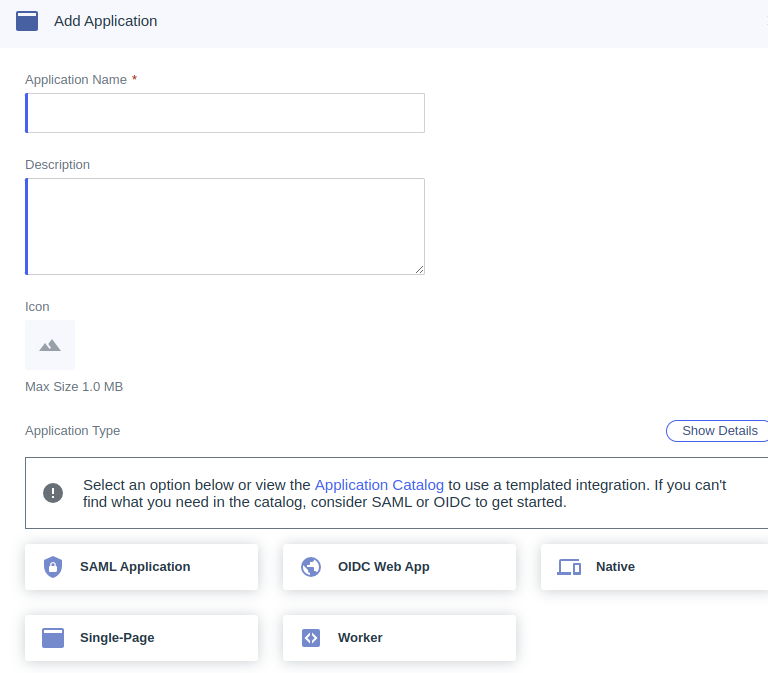 Add Application
Application Name *
Description
Icon
Max Size 1.0 MB
Application Type
Show Details
Select an option below or view the Application Catalog to use a templated integration. If you can't
find what you need in the catalog, consider SAML or OIDC to get started.
SAML Application
OIDC Web App
Native
Single-Page
Worker